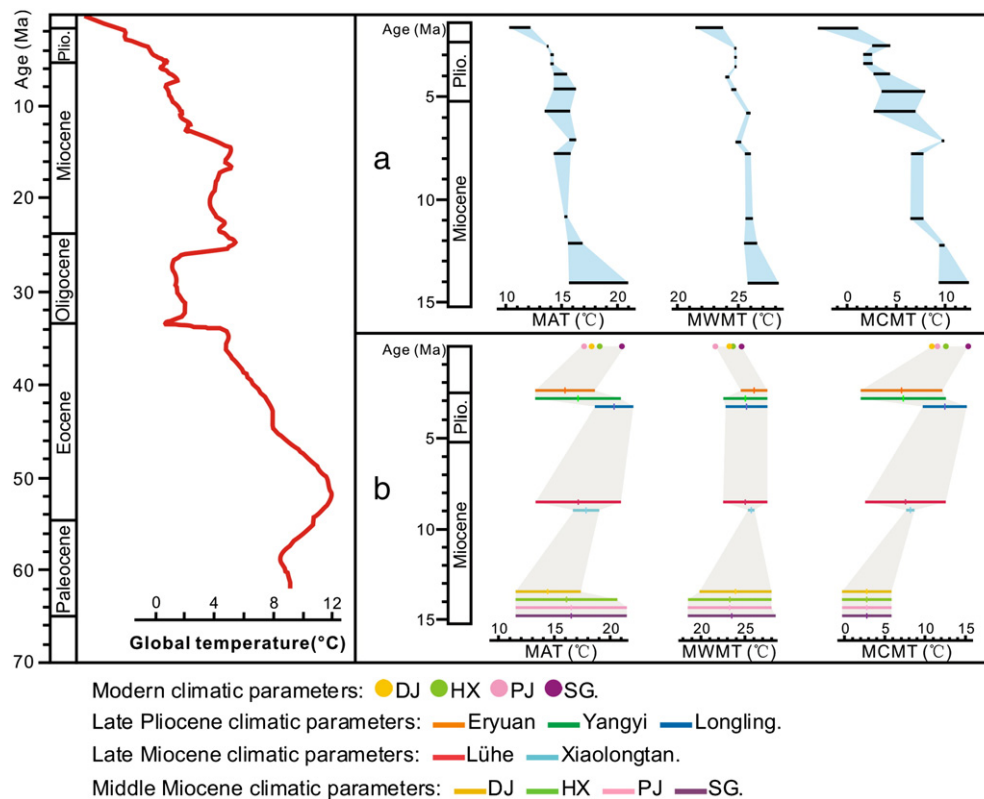 Age (Ma)
Plio.
Miocene
Oligocene
Eocene
Paleocene
10
20
30
40
50
60
70
0 4 8 12
Global temperature(°C)
a
Age (Ma)
Plio.
Miocene
5
10
15
10 15 20
MAT (℃)
20 25
MWMT (℃)
0 5 10
MCMT (℃)
b
Age (Ma)
Plio.
Miocene
5
10
15
10 15 20
MAT (℃)
20 25
MWMT (℃)
0 5 10 15
MCMT (℃)
Modern climatic parameters: DJ HX PJ SG.
Late Pliocene climatic parameters: Eryuan Yangyi Longling.
Late Miocene climatic parameters: Lühe Xiaolongtan.
Middle Miocene climatic parameters: DJ HX PJ SG.